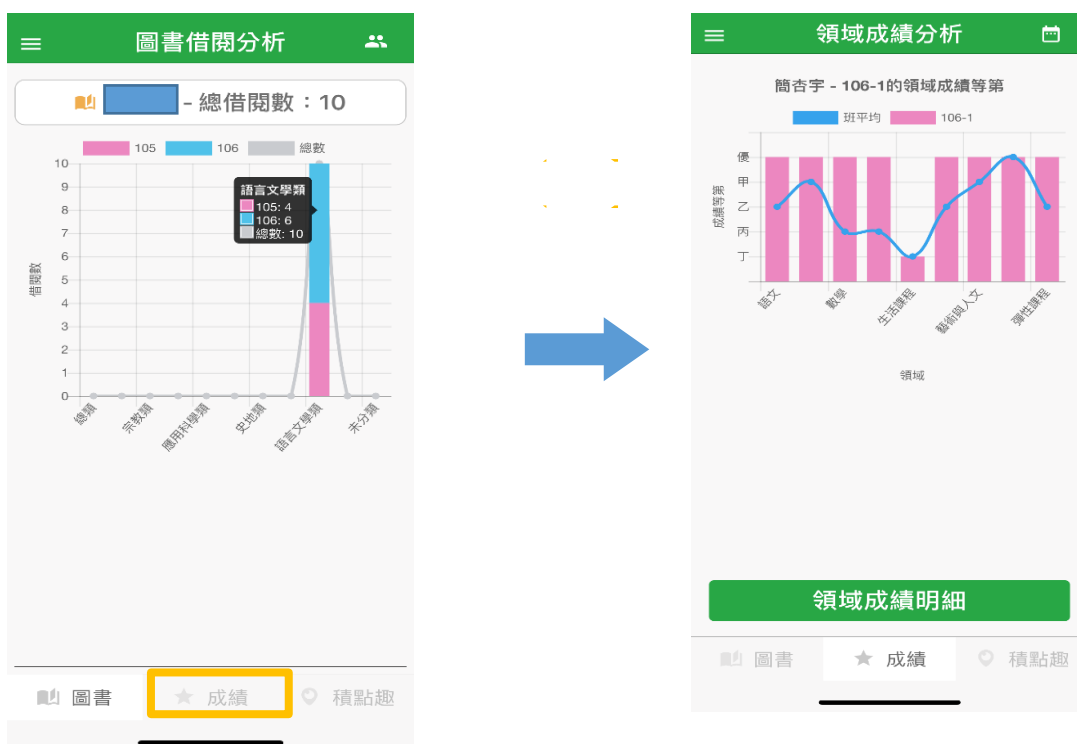 圖書借閱分析
- 總借閱數：10
105 106 總數
10
9
8
7
6
5
4
3
2
1
0
借閱數
語言文學類
105: 4
106: 6
總數: 10
總類
宗教類
應用科學類
史地類
語言文學類
未分類
圖書
成績
積點趣
領域成績分析
簡杏宇 - 106-1的領域成績等第
班平均 106-1
優
甲
乙
丙
丁
成績等第
語文
數學
生活課程
藝術與人文
彈性課程
領域
領域成績明細
圖書
成績
積點趣